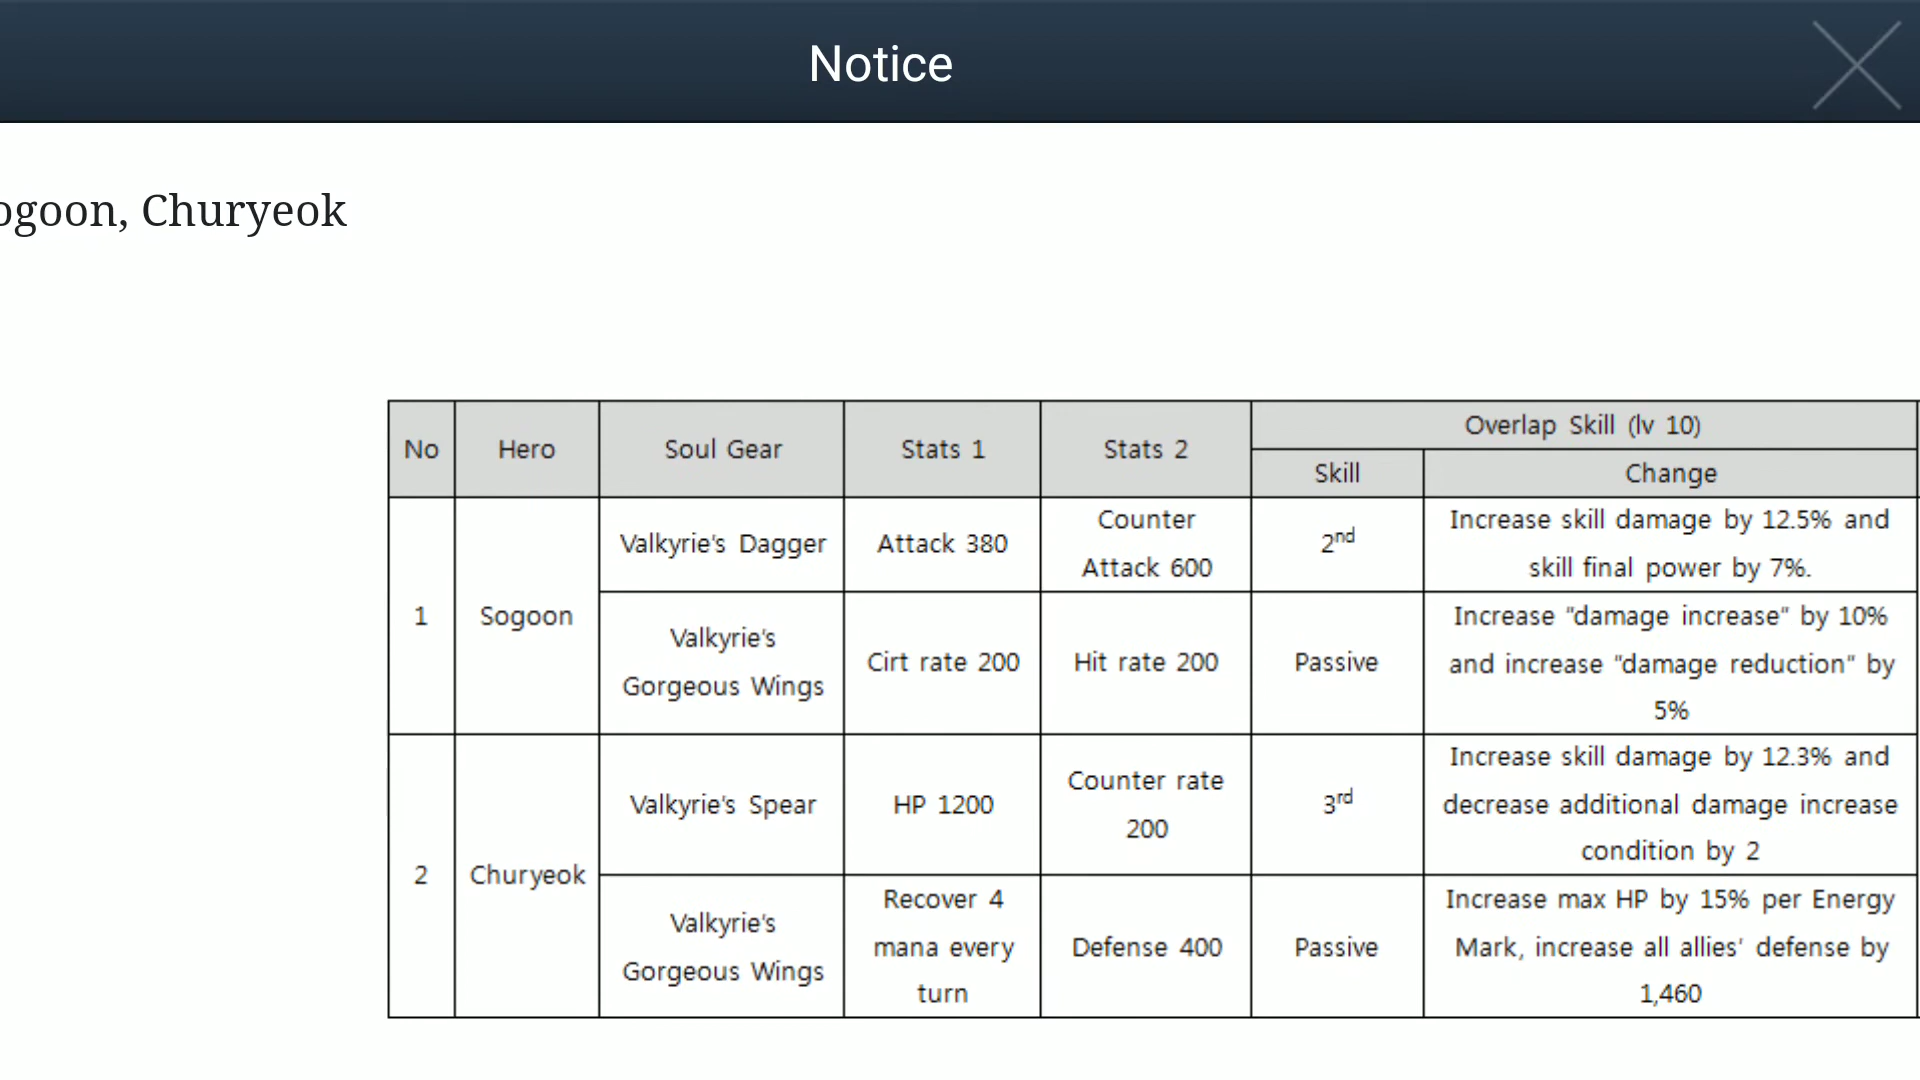 Notice
ogoon, Churyeok
No
Hero
Soul Gear
Stats 1
Stats 2
Overlap Skill (lv 10)
Skill
Change
1
Sogoon
Valkyrie's Dagger
Attack 380
Counter
Attack 600
2nd
Increase skill damage by 12.5% and
skill final power by 7%.
Valkyrie's
Gorgeous Wings
Cirt rate 200
Hit rate 200
Passive
Increase "damage increase" by 10%
and increase "damage reduction" by
5%
2
Churyeok
Valkyrie's Spear
HP 1200
Counter rate
200
3rd
Increase skill damage by 12.3% and
decrease additional damage increase
condition by 2
Valkyrie's
Gorgeous Wings
Recover 4
mana every
turn
Defense 400
Passive
Increase max HP by 15% per Energy
Mark, increase all allies' defense by
1,460